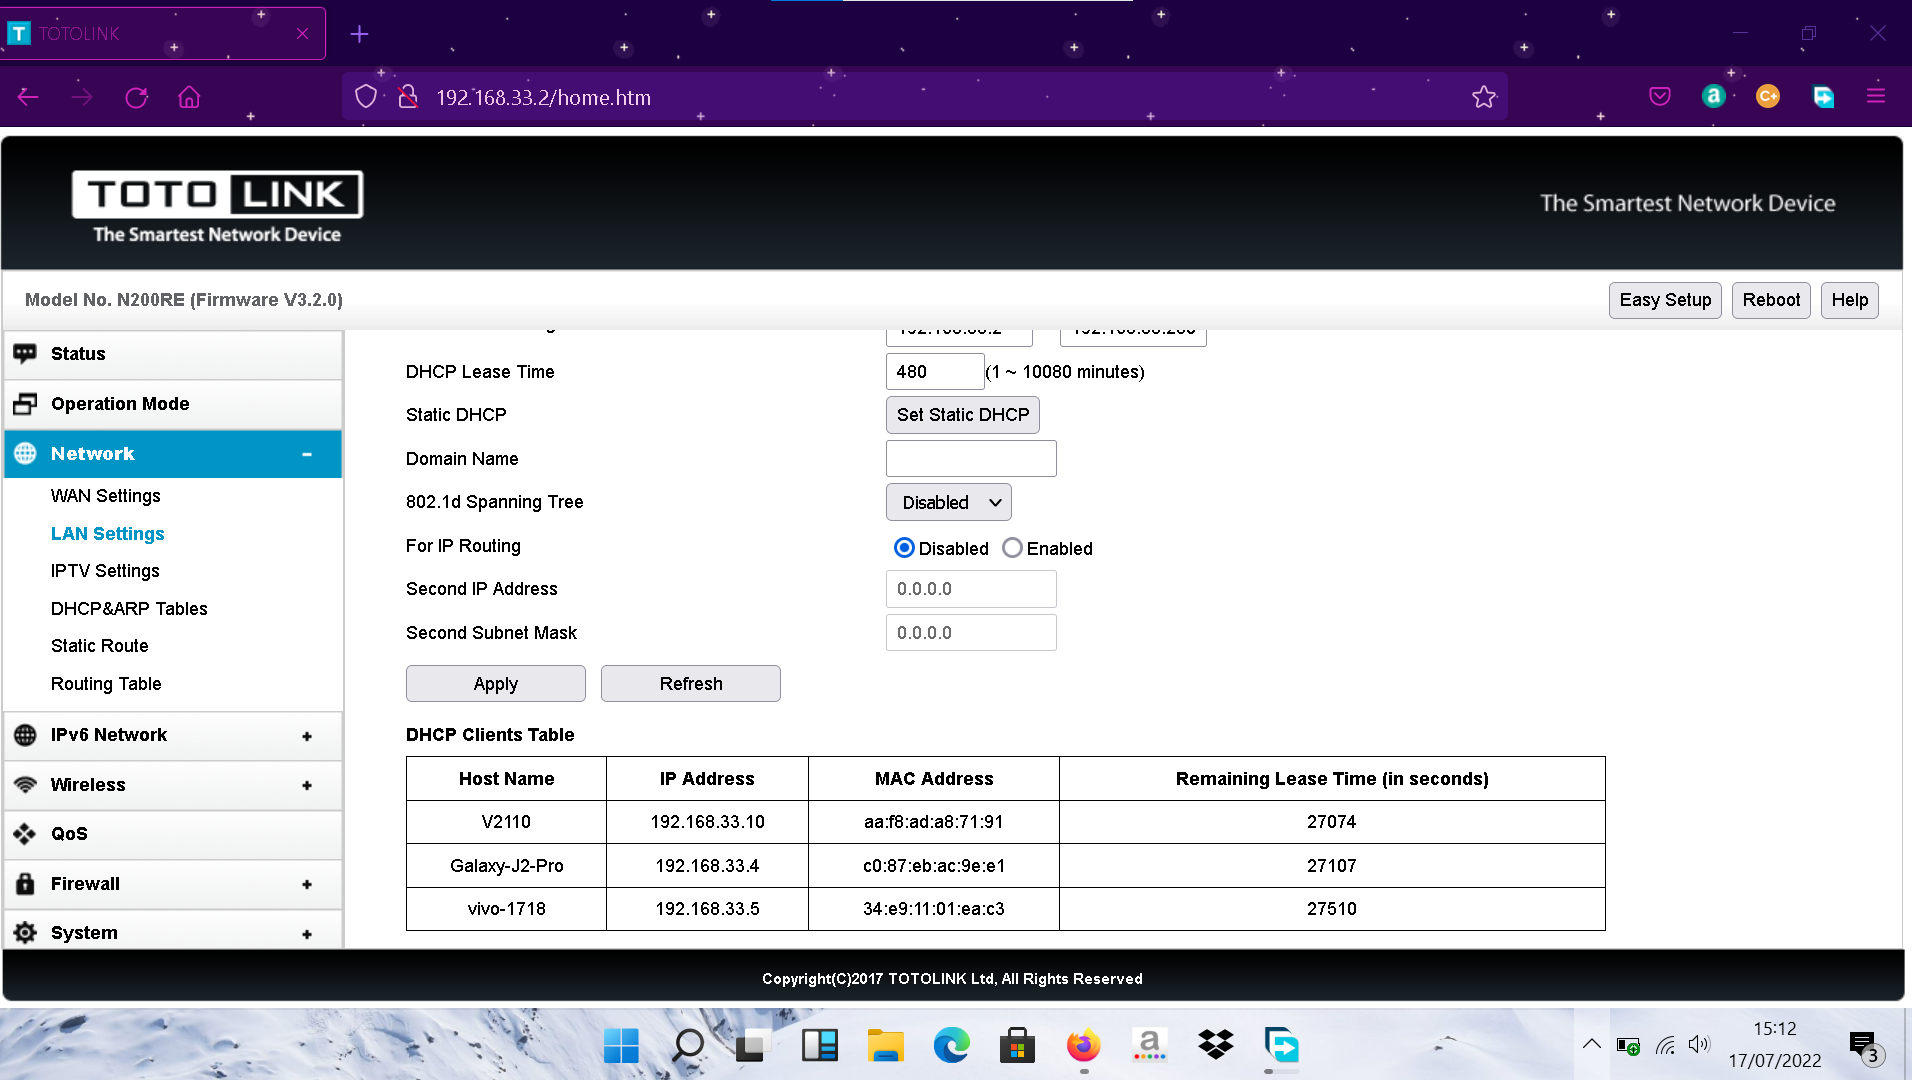 TOTOLINK
192.168.33.2/home.htm
TOTO LINK
The Smartest Network Device
The Smartest Network Device
Model No. N200RE (Firmware V3.2.0)
Easy Setup Reboot Help
Status
Operation Mode
Network
WAN Settings
LAN Settings
IPTV Settings
DHCP&ARP Tables
Static Route
Routing Table
IPv6 Network
Wireless
QoS
Firewall
System
DHCP Lease Time 480 (1 ~ 10080 minutes)
Static DHCP Set Static DHCP
Domain Name
802.1d Spanning Tree Disabled
For IP Routing Disabled Enabled
Second IP Address 0.0.0.0
Second Subnet Mask 0.0.0.0
Apply Refresh
DHCP Clients Table
Host Name IP Address MAC Address Remaining Lease Time (in seconds)
V2110 192.168.33.10 aa:f8:ad:a8:71:91 27074
Galaxy-J2-Pro 192.168.33.4 c0:87:eb:ac:9e:e1 27107
vivo-1718 192.168.33.5 34:e9:11:01:ea:c3 27510
Copyright(C)2017 TOTOLINK Ltd, All Rights Reserved
15:12
17/07/2022
3